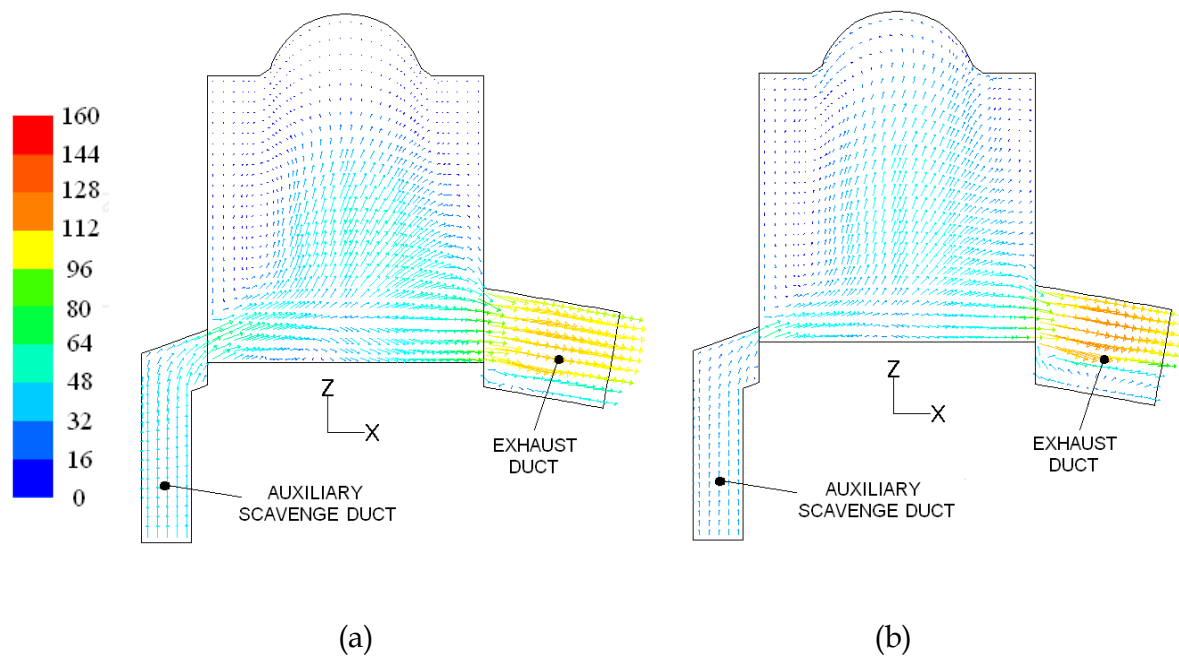 160
144
128
112
96
80
64
48
32
16
0
Z
X
EXHAUST
DUCT
AUXILIARY
SCAVENGE DUCT
(a)
Z
X
EXHAUST
DUCT
AUXILIARY
SCAVENGE DUCT
(b)